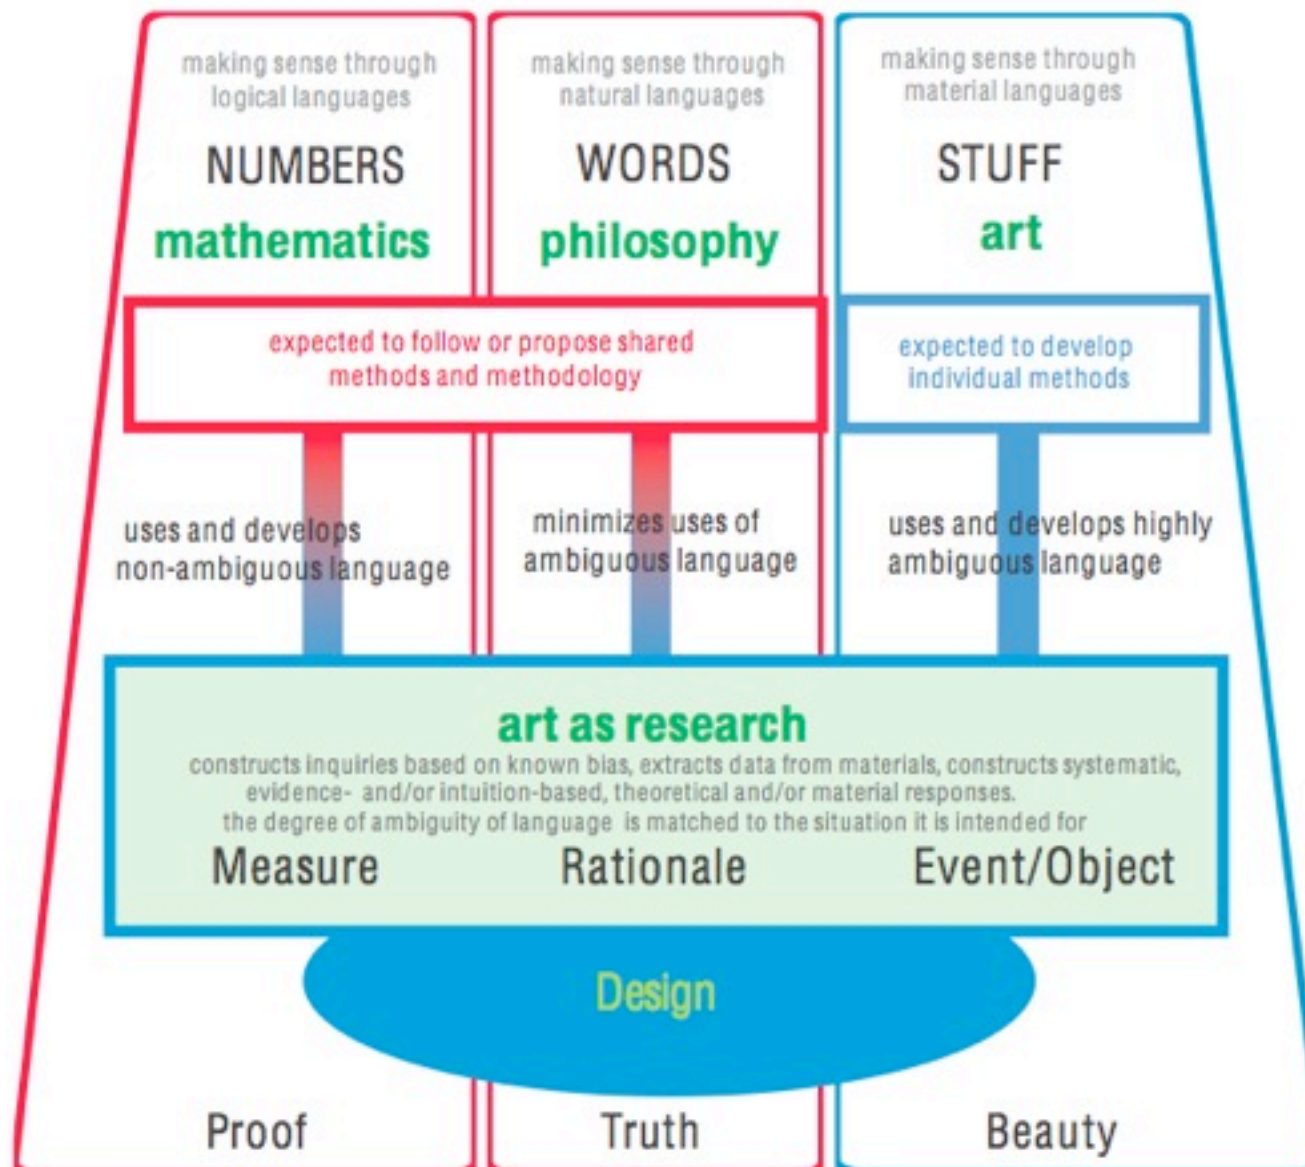 making sense through
logical languages
NUMBERS
mathematics
making sense through
natural languages
WORDS
philosophy
making sense through
material languages
STUFF
art
expected to follow or propose shared
methods and methodology
expected to develop
individual methods
uses and develops
non-ambiguous language
minimizes uses of
ambiguous language
uses and develops highly
ambiguous language
art as research
constructs inquiries based on known bias, extracts data from materials, constructs systematic,
evidence- and/or intuition-based, theoretical and/or material responses.
the degree of ambiguity of language is matched to the situation it is intended for
Measure
Rationale
Event/Object
Design
Proof
Truth
Beauty